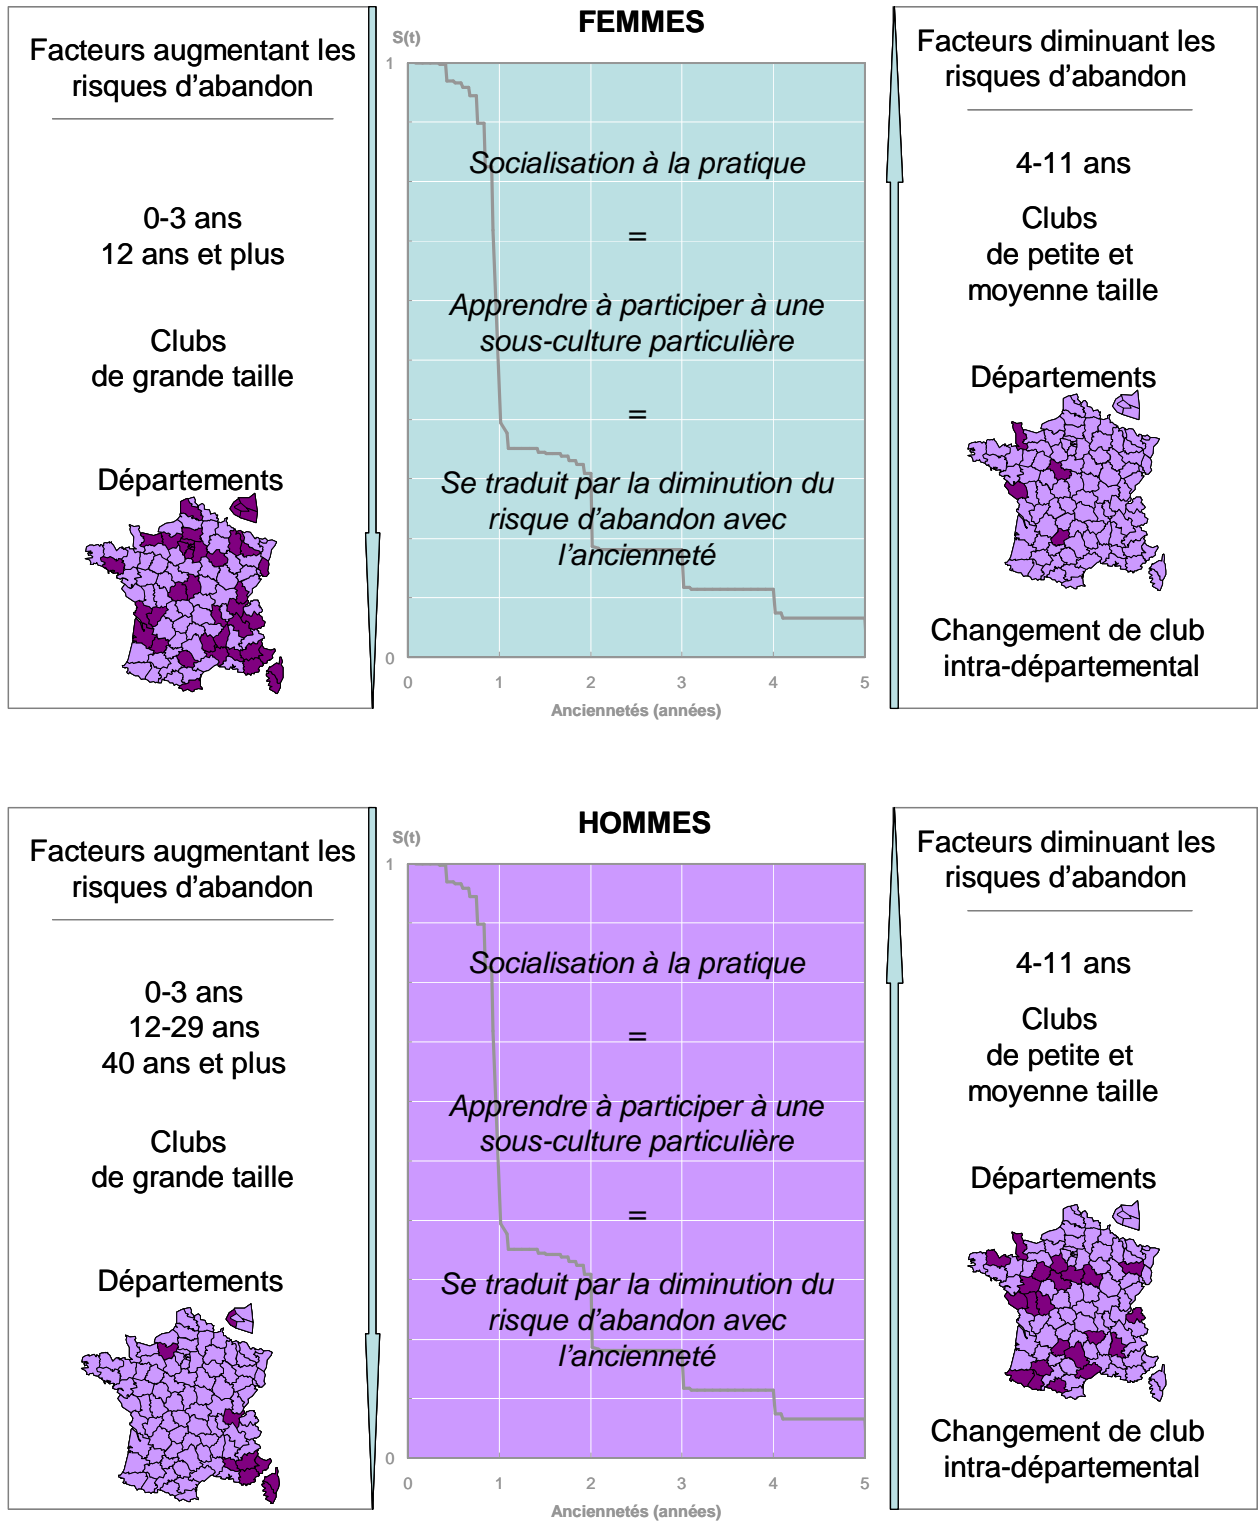 FEMMES
Facteurs augmentant les
risques d'abandon
0-3 ans
12 ans et plus
Clubs
de grande taille
Départements
S(t)
1
Socialisation à la pratique
=
Apprendre à participer à une
sous-culture particulière
=
Se traduit par la diminution du
risque d'abandon avec
l'ancienneté
0
0 1 2 3 4 5
Anciennetés (années)
Facteurs diminuant les
risques d'abandon
4-11 ans
Clubs
de petite et
moyenne taille
Départements
Changement de club
intra-départemental
HOMMES
Facteurs augmentant les
risques d'abandon
0-3 ans
12-29 ans
40 ans et plus
Clubs
de grande taille
Départements
S(t)
1
Socialisation à la pratique
=
Apprendre à participer à une
sous-culture particulière
=
Se traduit par la diminution du
risque d'abandon avec
l'ancienneté
0
0 1 2 3 4 5
Anciennetés (années)
Facteurs diminuant les
risques d'abandon
4-11 ans
Clubs
de petite et
moyenne taille
Départements
Changement de club
intra-départemental